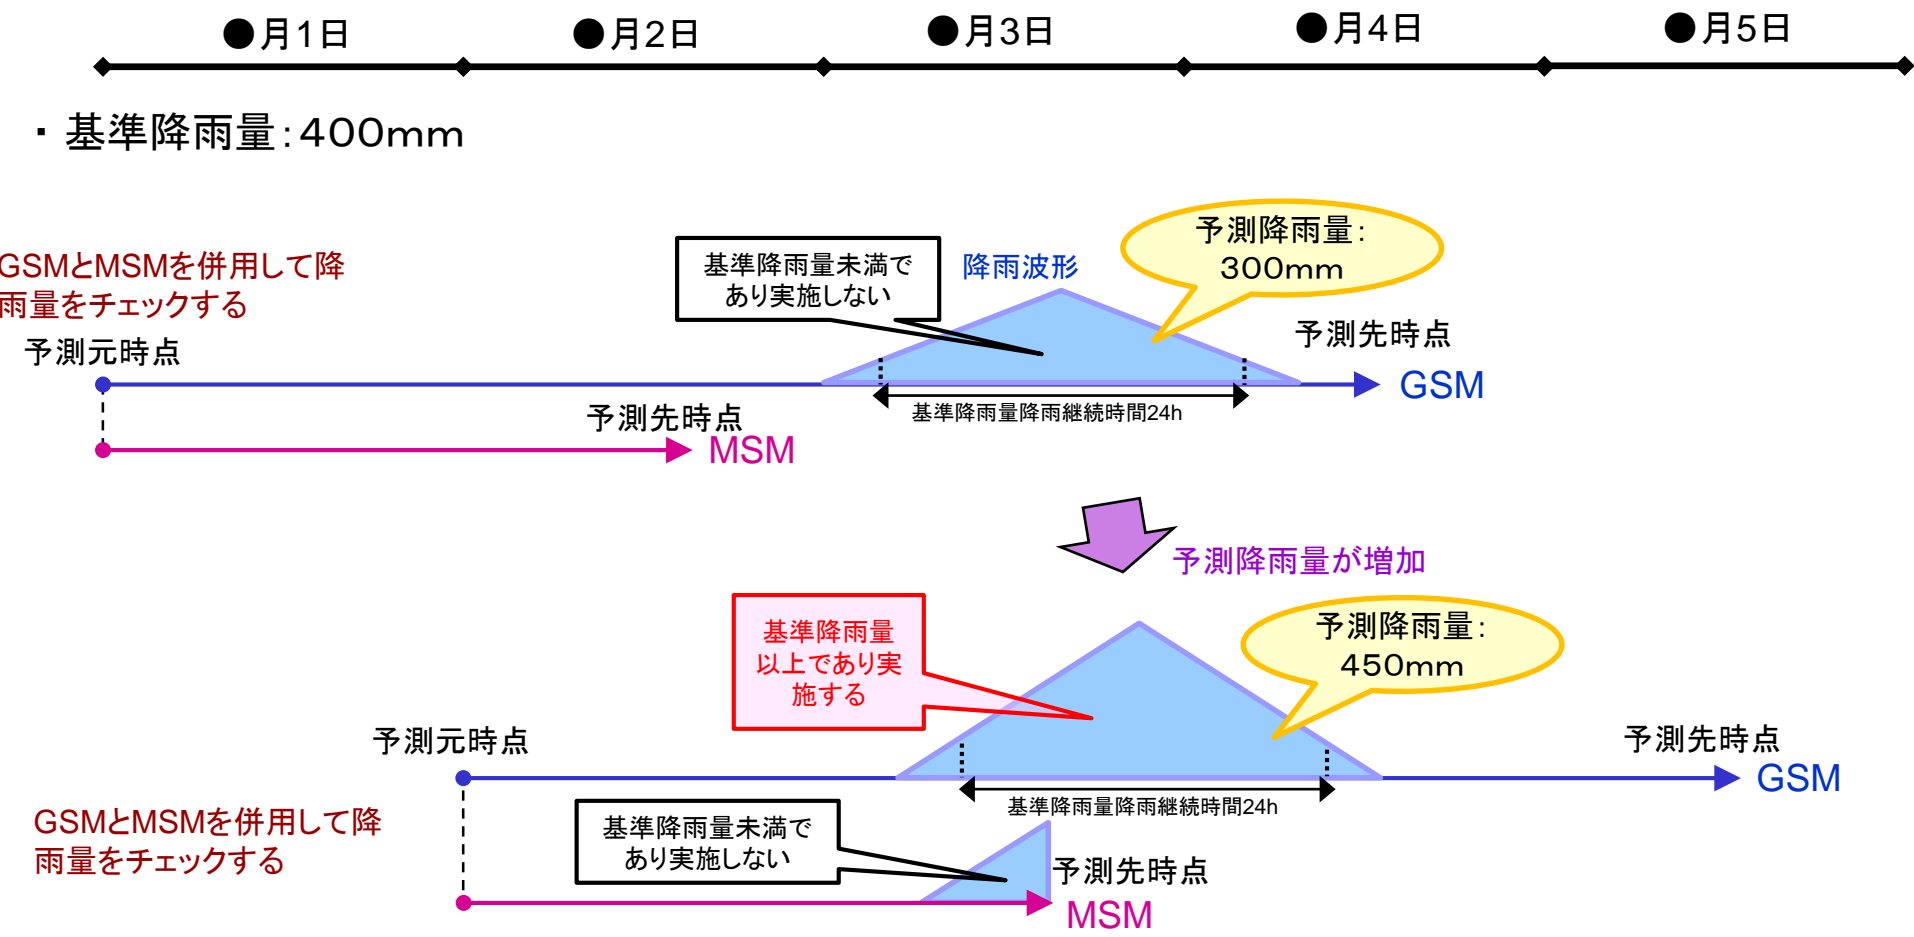 ●月1日
●月2日
●月3日
●月4日
●月5日
・基準降雨量：400mm
GSMとMSMを併用して降
雨量をチェックする
基準降雨量未満で
あり実施しない
降雨波形
予測降雨量：
300mm
予測元時点
予測先時点
GSM
基準降雨量降雨継続時間24h
予測先時点
MSM
予測降雨量が増加
基準降雨量
以上であり実
施する
予測降雨量：
450mm
予測元時点
予測先時点
GSM
基準降雨量降雨継続時間24h
GSMとMSMを併用して降
雨量をチェックする
基準降雨量未満で
あり実施しない
予測先時点
MSM